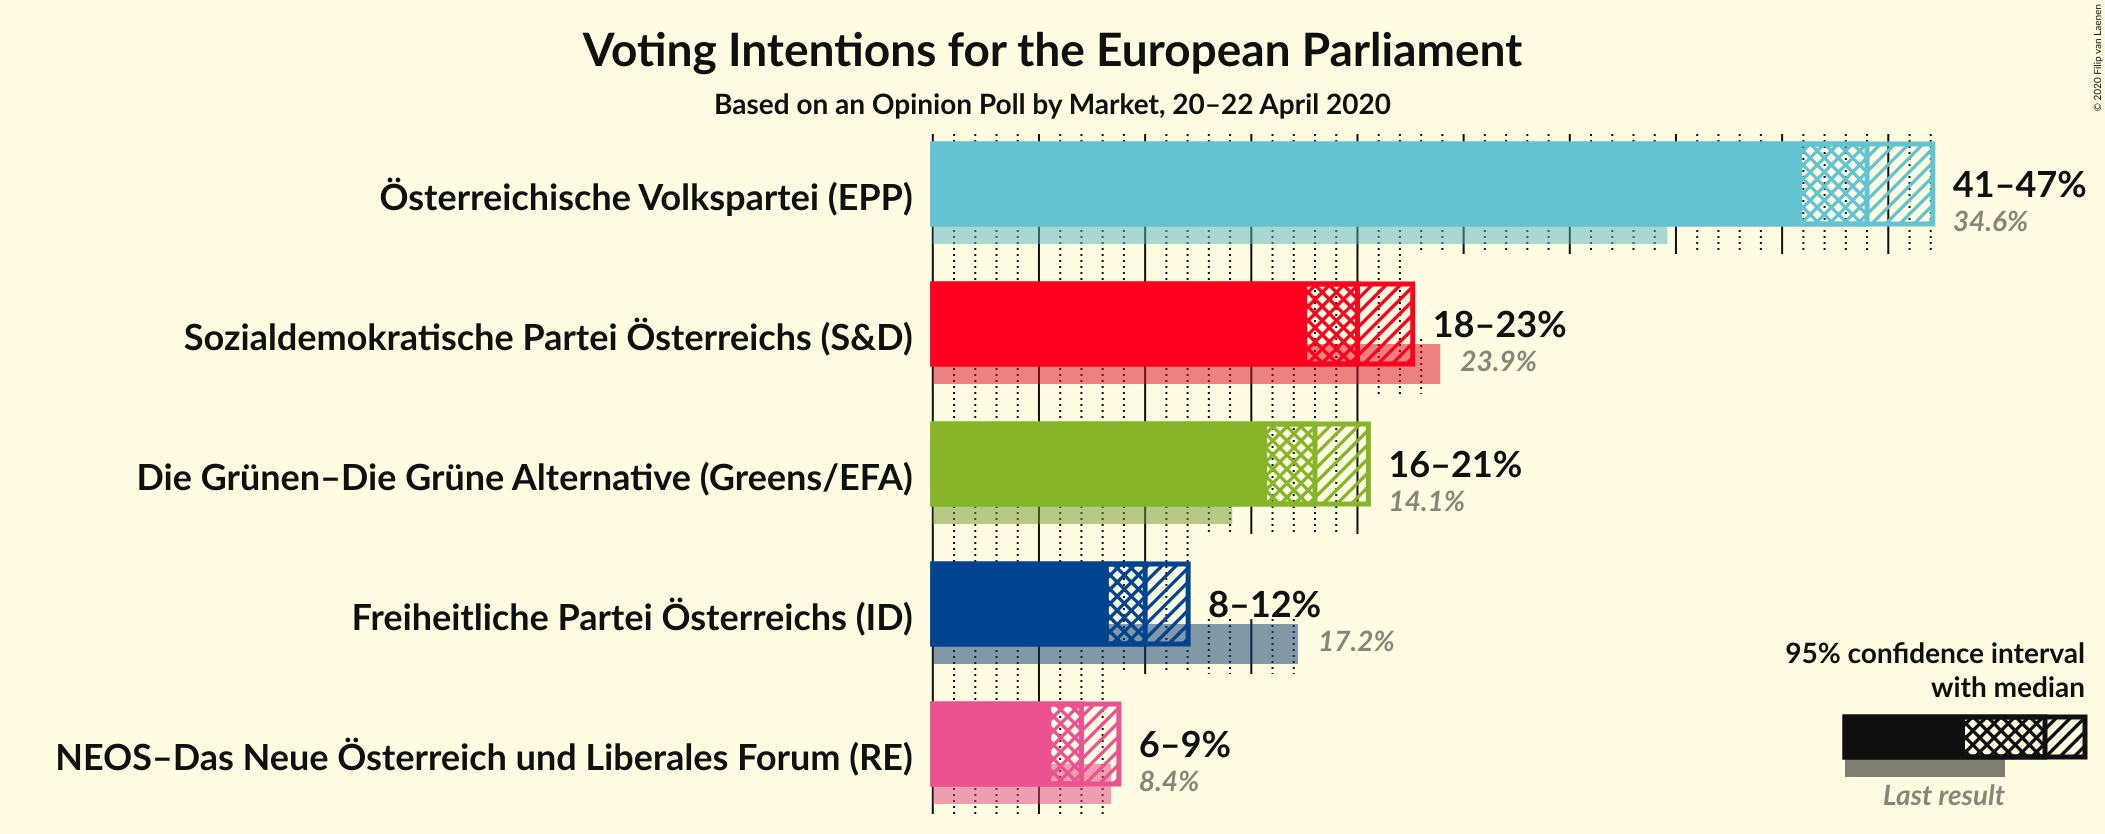 Voting Intentions for the European Parliament
Based on an Opinion Poll by Market, 20–22 April 2020
© 2020 Filip van Laenen
Österreichische Volkspartei (EPP)
41–47%
34.6%
Sozialdemokratische Partei Österreichs (S&D)
18–23%
23.9%
Die Grünen–Die Grüne Alternative (Greens/EFA)
16–21%
14.1%
Freiheitliche Partei Österreichs (ID)
8–12%
17.2%
NEOS–Das Neue Österreich und Liberales Forum (RE)
6–9%
8.4%
95% confidence interval
with median
Last result